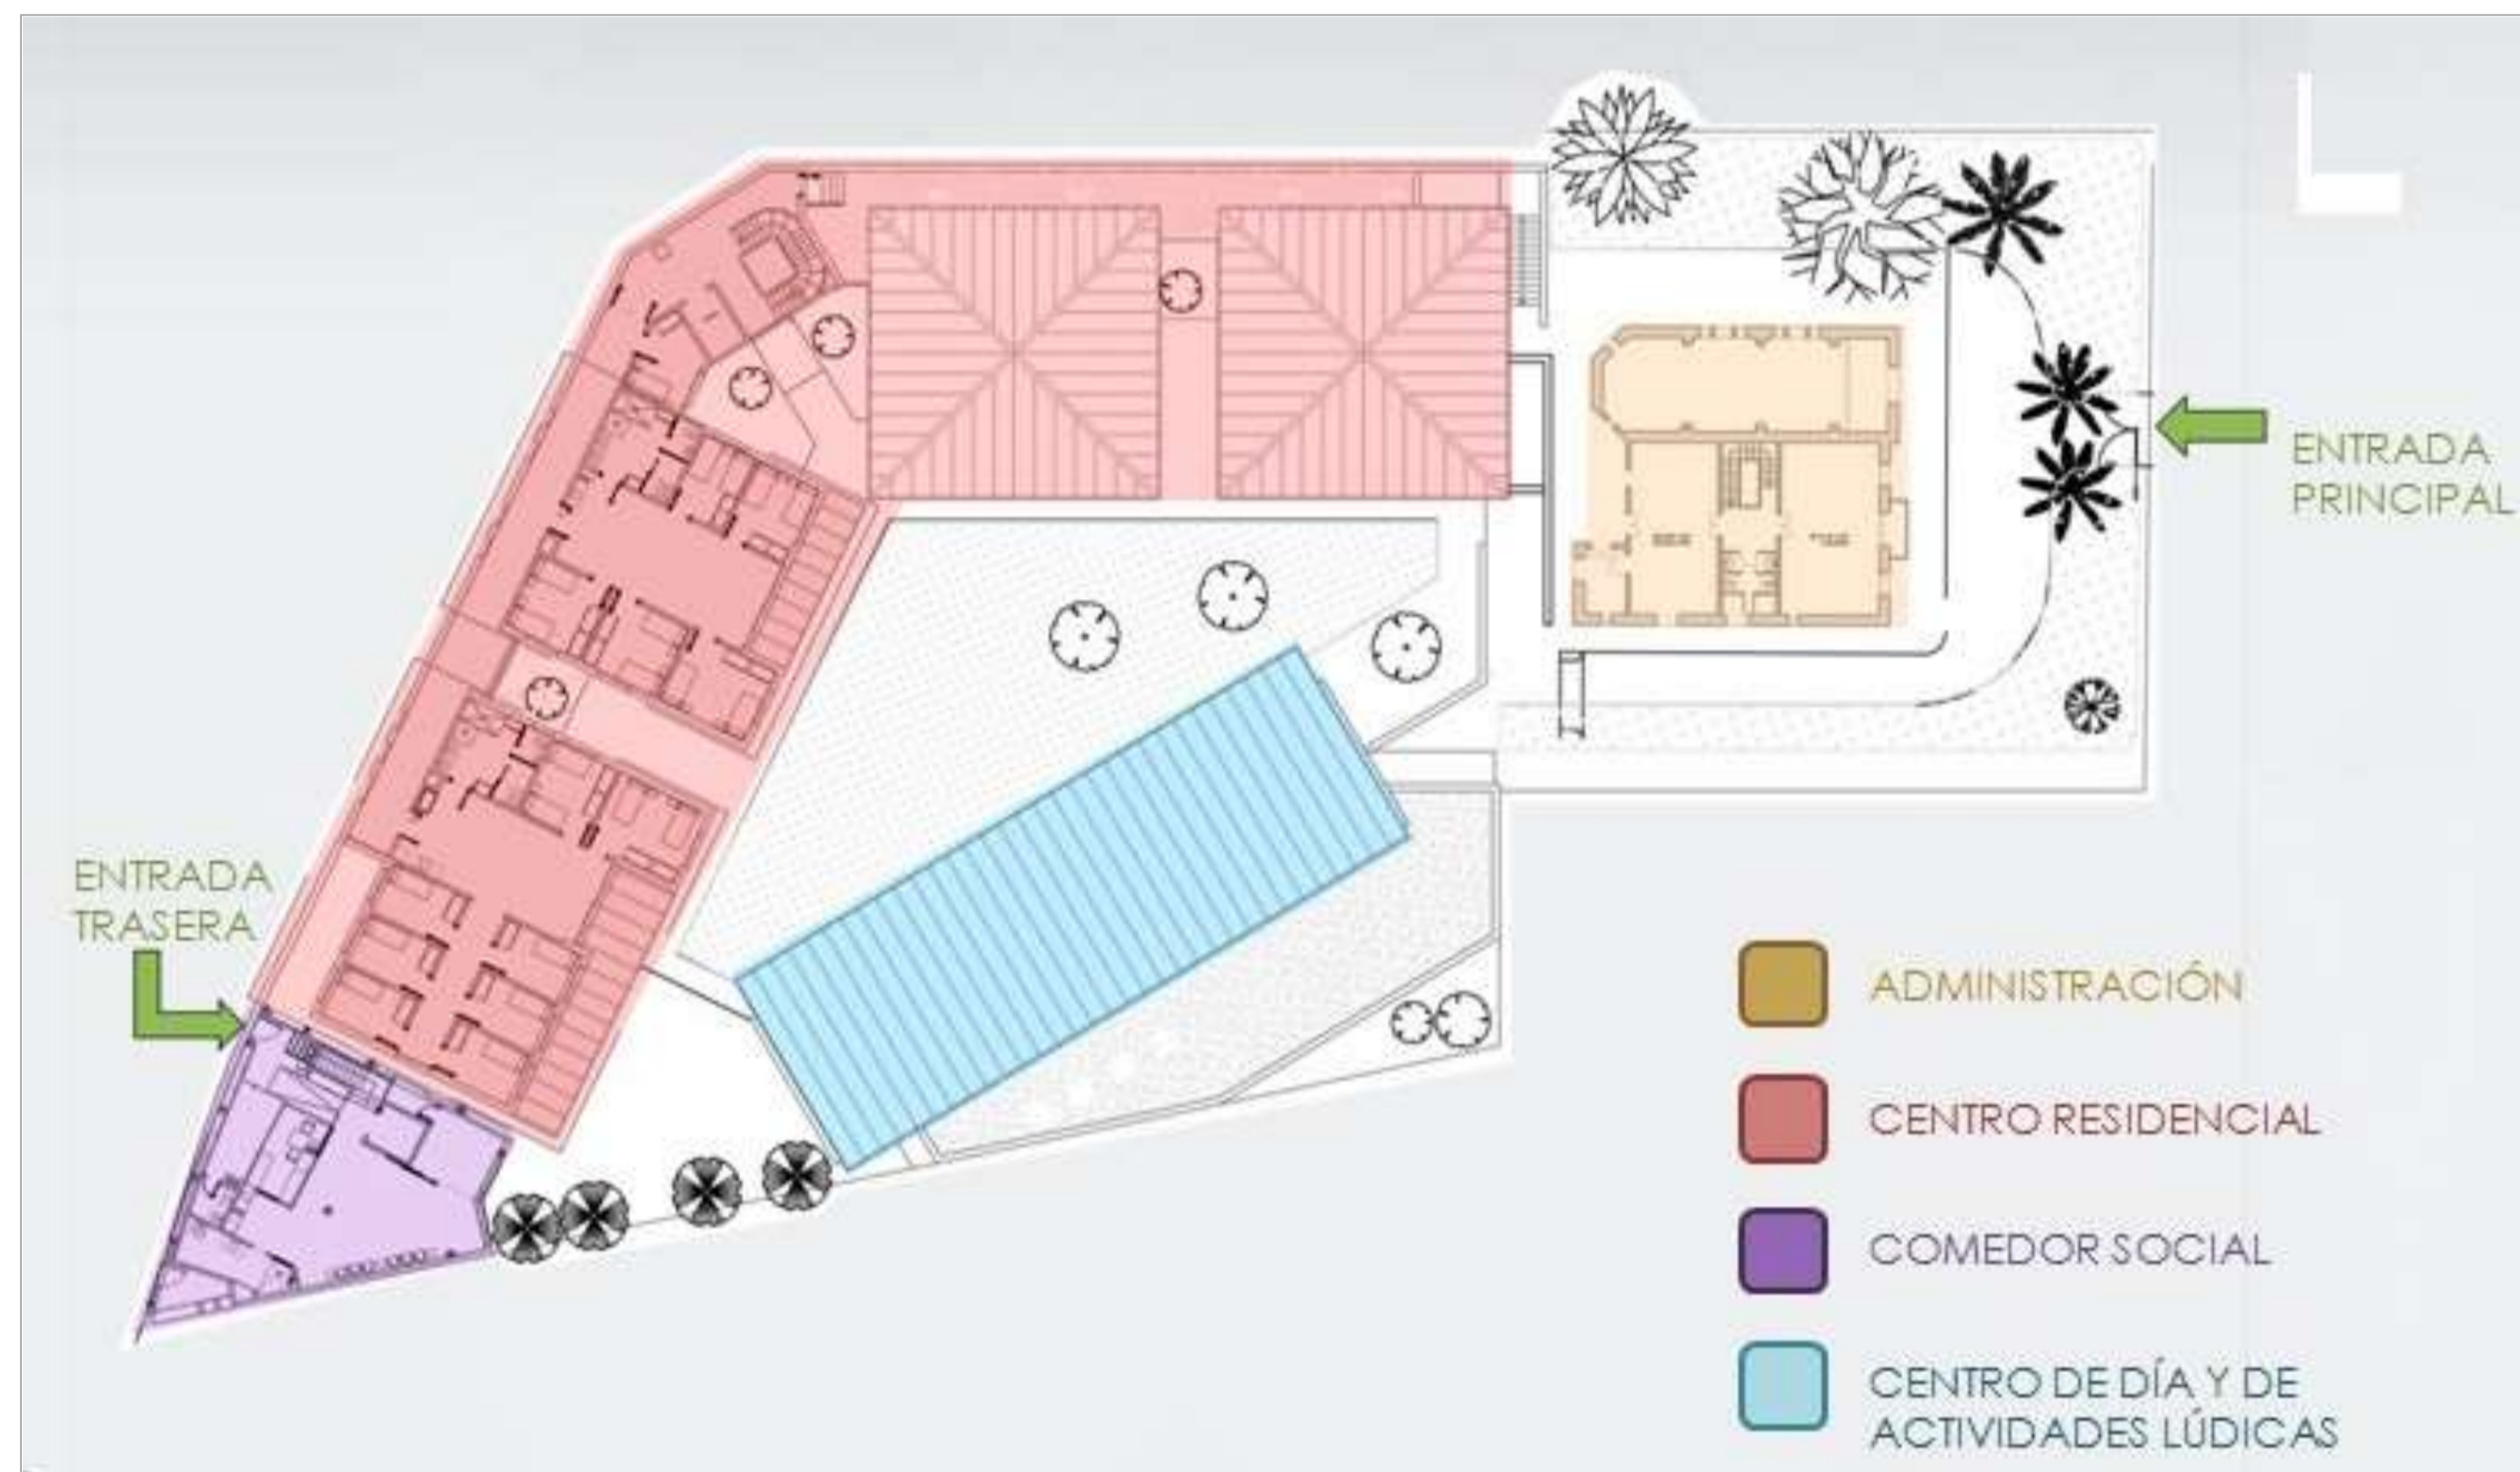 ENTRADA
PRINCIPAL
ENTRADA
TRASERA
ADMINISTRACIÓN
CENTRO RESIDENCIAL
COMEDOR SOCIAL
CENTRO DE DÍA Y DE
ACTIVIDADES LÚDICAS